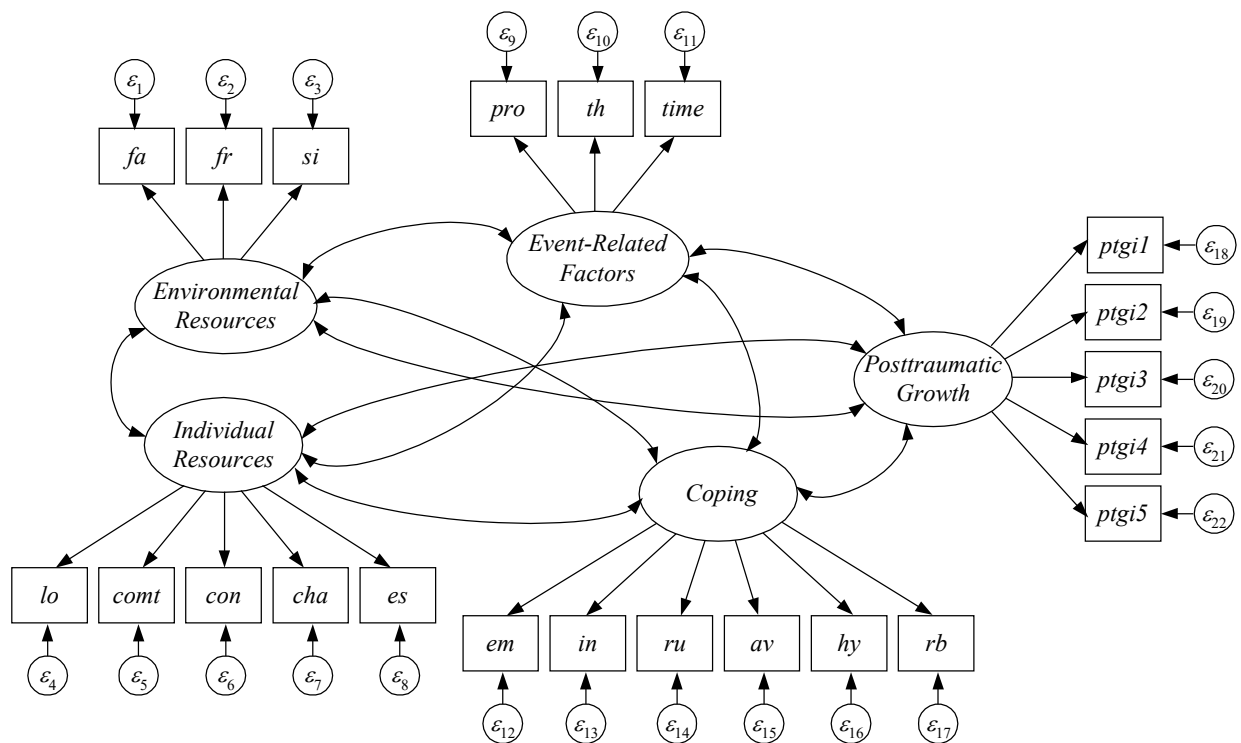 ε9
ε10
ε11
ε1
ε2
ε3
pro
th
time
fa
fr
si
Event-Related
Factors
ptgi1
ε18
Environmental
Resources
ptgi2
ε19
Posttraumatic
Growth
ptgi3
ε20
Individual
Resources
ptgi4
ε21
Coping
ptgi5
ε22
lo
comt
con
cha
es
em
in
ru
av
hy
rb
ε4
ε5
ε6
ε7
ε8
ε12
ε13
ε14
ε15
ε16
ε17